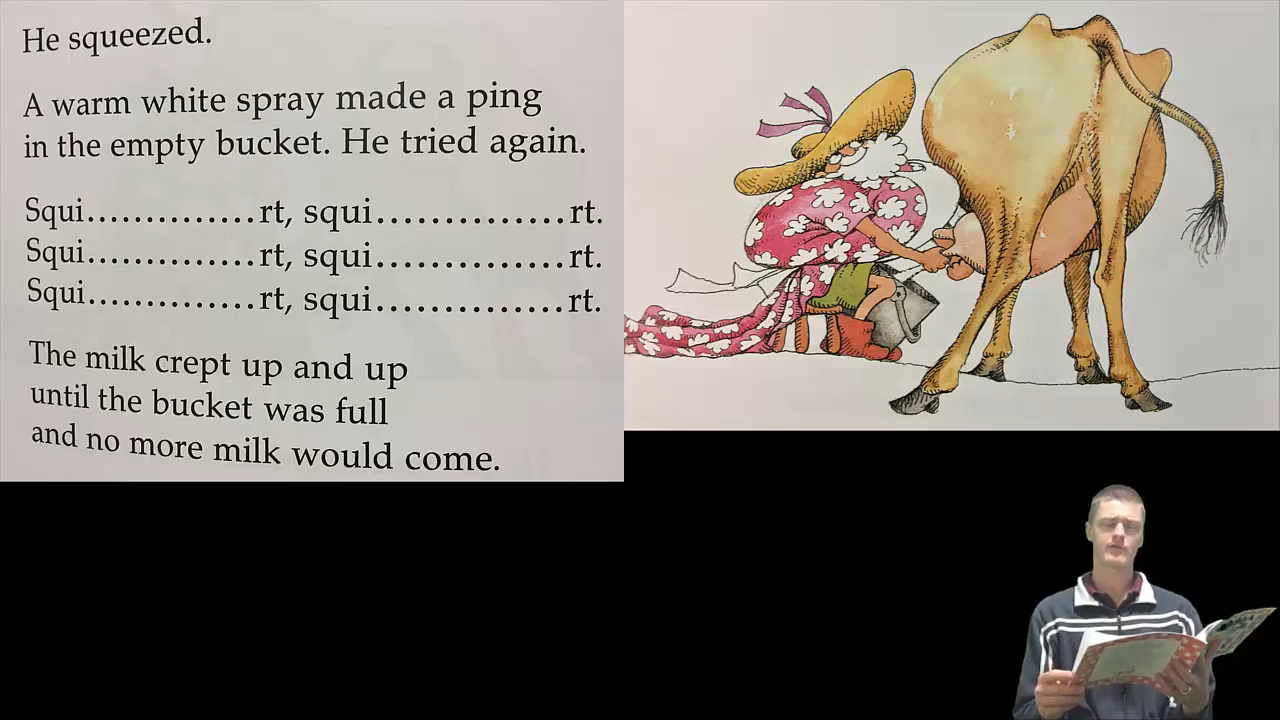 He squeezed.
A warm white spray made a ping
in the empty bucket. He tried again.
Squi..............rt, squi...............rt.
Squi..............rt, squi...............rt.
Squi..............rt, squi...............rt.
The milk crept up and up
until the bucket was full
and no more milk would come.